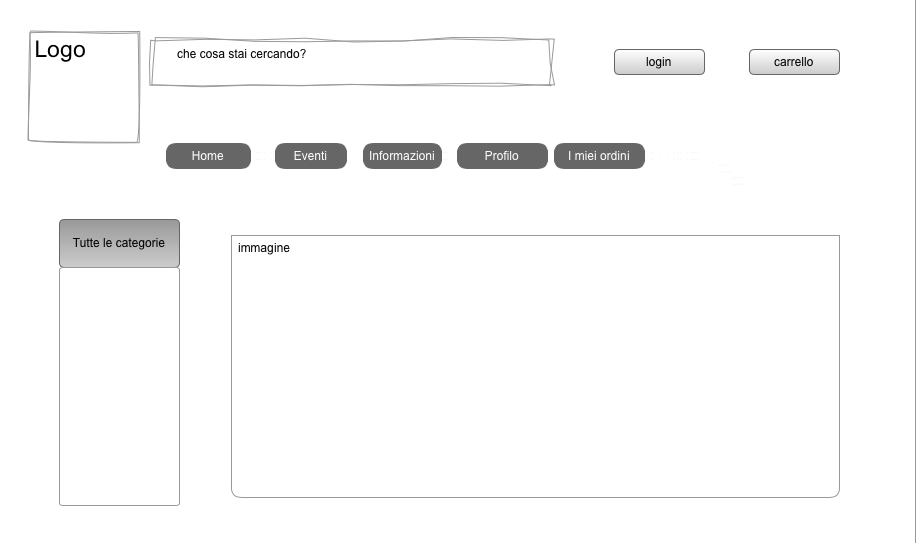 Logo
che cosa stai cercando?
login
carrello
Home
Eventi
Informazioni
Profilo
I miei ordini
Tutte le categorie
immagine